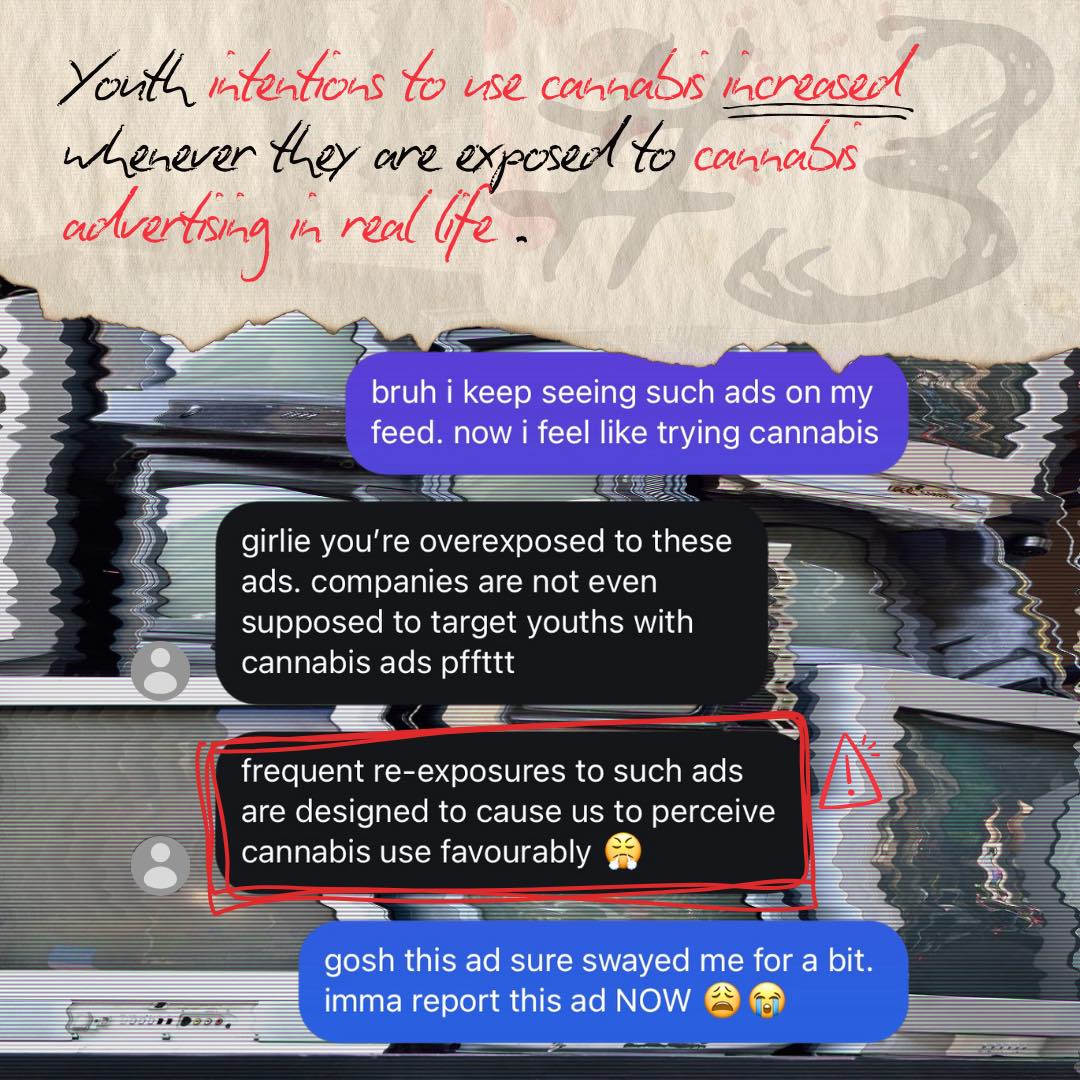 Youth intentions to use cannabis increased
whenever they are exposed to cannabis
advertising in real life.
#3
bruh i keep seeing such ads on my
feed. now i feel like trying cannabis
girlie you’re overexposed to these
ads. companies are not even
supposed to target youths with
cannabis ads pffttt
frequent re-exposures to such ads
are designed to cause us to perceive
cannabis use favourably 😤
gosh this ad sure swayed me for a bit.
imma report this ad NOW 😩😭